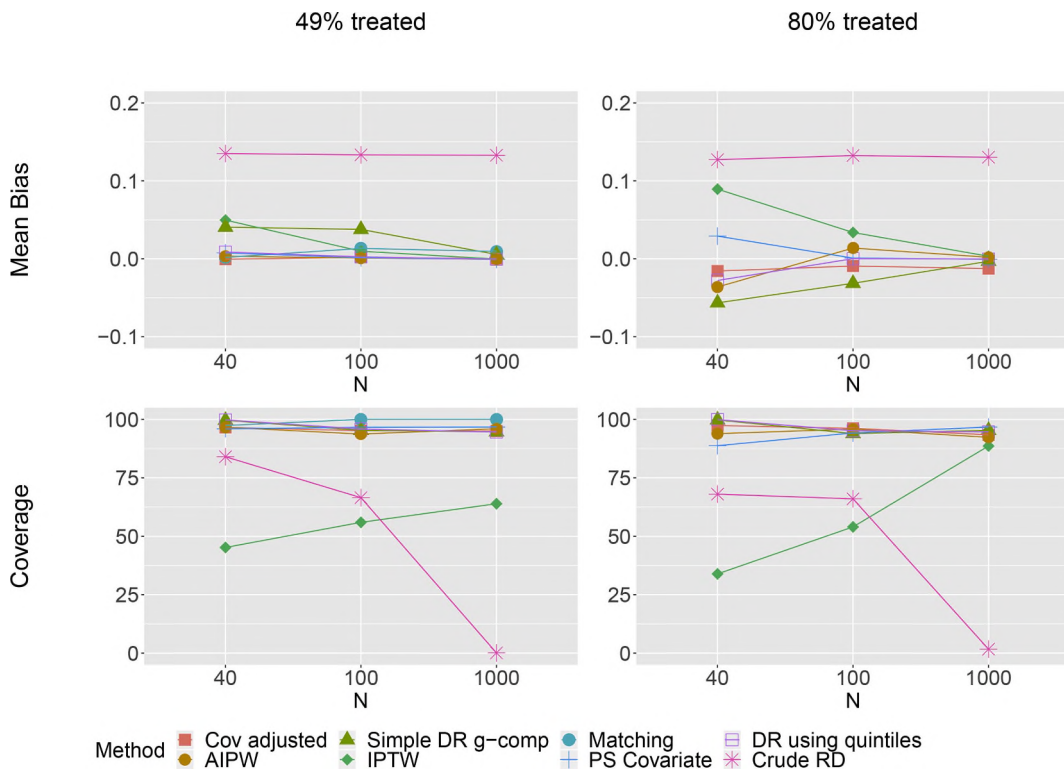 49% treated
80% treated
Mean Bias
0.2
0.1
0.0
−0.1
40
100
1000
N
0.2
0.1
0.0
−0.1
40
100
1000
N
Coverage
100
75
50
25
0
40
100
1000
N
100
75
50
25
0
40
100
1000
N
Method
Cov adjusted
Simple DR g-comp
Matching
DR using quintiles
AIPW
IPTW
PS Covariate
Crude RD